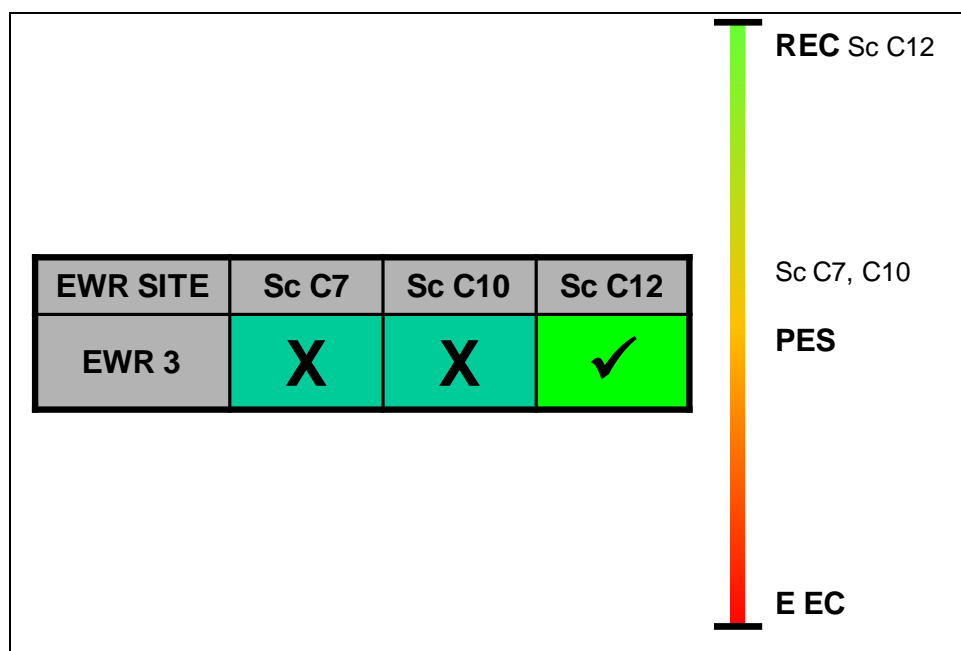 REC Sc C12
Sc C7, C10
PES
E EC
EWR SITE Sc C7 Sc C10 Sc C12
EWR 3 X X ✓